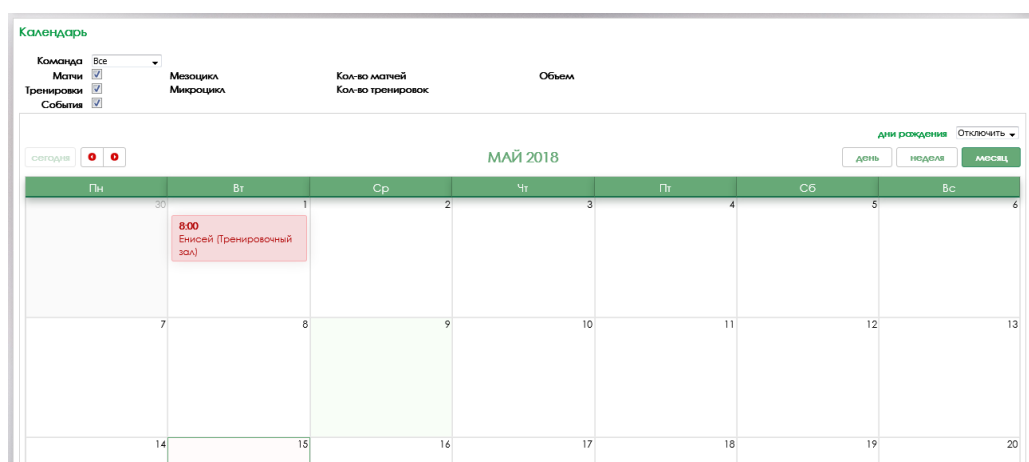 Календарь
Команда Все
Матчи Мезоцикл Кол-во матчей Объем
Тренировки Микроцикл Кол-во тренировок
События
дни рождения Отключить
сегодня МАЙ 2018 день неделя месяц
Пн Вт Ср Чт Пт Сб Вс
30 1 2 3 4 5 6
8:00
Енисей (Тренировочный
зал)
7 8 9 10 11 12 13
14 15 16 17 18 19 20